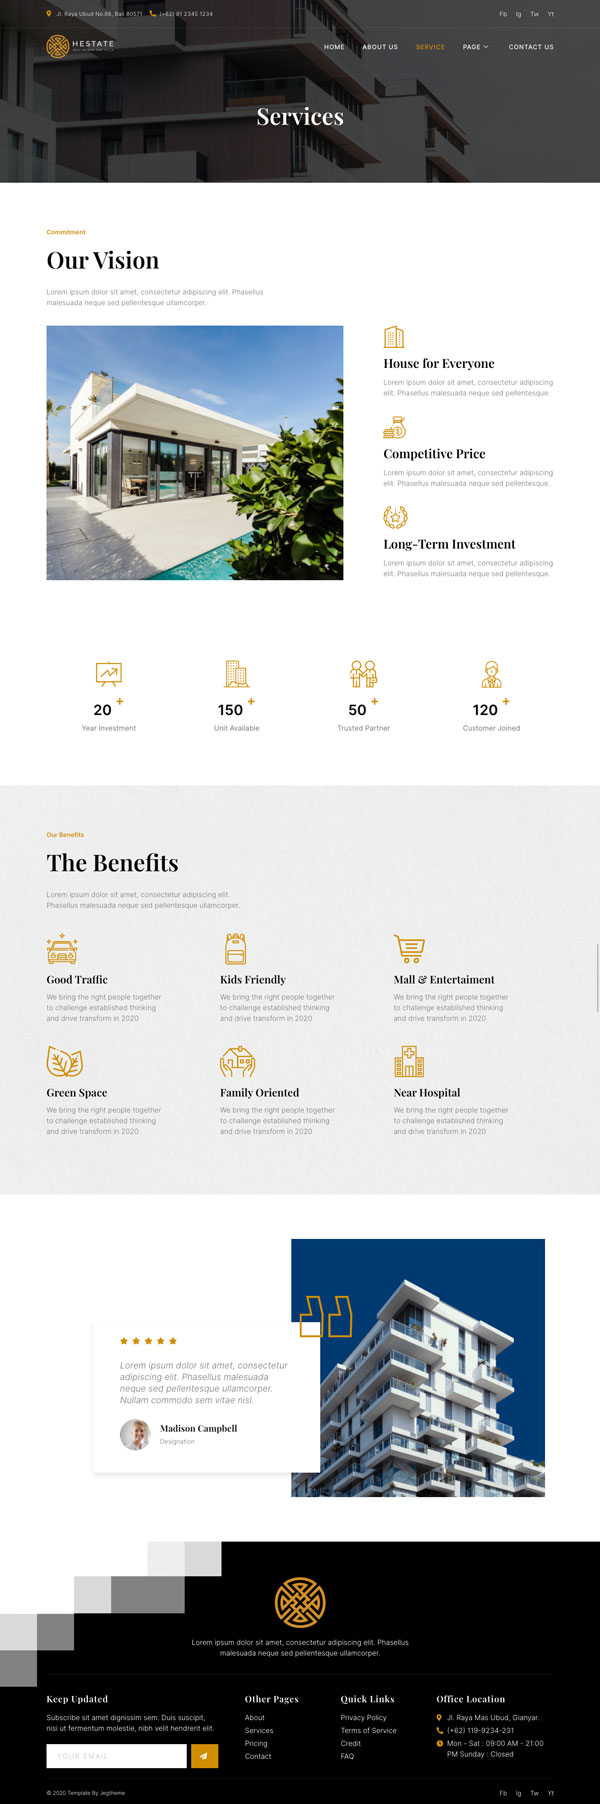 Jl. Raya Ubud No.88, Bali 80571 (+62) 81 2345 1234 Fb Ig Tw Yt
HESTATE
HOME ABOUT US SERVICE PAGE CONTACT US
Services
Commitment
Our Vision
Lorem ipsum dolor sit amet, consectetur adipiscing elit. Phasellus
malesuada neque sed pellentesque ullamcorper.
House for Everyone
Lorem ipsum dolor sit amet, consectetur adipiscing
elit. Phasellus malesuada neque sed pellentesque.
Competitive Price
Lorem ipsum dolor sit amet, consectetur adipiscing
elit. Phasellus malesuada neque sed pellentesque.
Long-Term Investment
Lorem ipsum dolor sit amet, consectetur adipiscing
elit. Phasellus malesuada neque sed pellentesque.
20 + 150 + 50 + 120 +
Year Investment Unit Available Trusted Partner Customer Joined
Our Benefits
The Benefits
Lorem ipsum dolor sit amet, consectetur adipiscing elit.
Phasellus malesuada neque sed pellentesque ullamcorper.
Good Traffic
We bring the right people together
to challenge established thinking
and drive transform in 2020
Kids Friendly
We bring the right people together
to challenge established thinking
and drive transform in 2020
Mall & Entertaiment
We bring the right people together
to challenge established thinking
and drive transform in 2020
Green Space
We bring the right people together
to challenge established thinking
and drive transform in 2020
Family Oriented
We bring the right people together
to challenge established thinking
and drive transform in 2020
Near Hospital
We bring the right people together
to challenge established thinking
and drive transform in 2020
Lorem ipsum dolor sit amet, consectetur
adipiscing elit. Phasellus malesuada
neque sed pellentesque ullamcorper.
Nullam commodo sem vitae nisl.
Madison Campbell
Designation
Lorem ipsum dolor sit amet, consectetur adipiscing elit. Phasellus
malesuada neque sed pellentesque ullamcorper.
Keep Updated
Subscribe sit amet dignissim sem. Duis suscipit,
nisi ut fermentum molestie, nibh velit hendrerit elit.
YOUR EMAIL
Other Pages
About
Services
Pricing
Contact
Quick Links
Privacy Policy
Terms of Service
Credit
FAQ
Office Location
Jl. Raya Mas Ubud, Gianyar.
(+62) 119-9234-231
Mon - Sat : 09:00 AM - 21:00
PM Sunday : Closed
© 2020 Template By Jegtheme Fb Ig Tw Yt